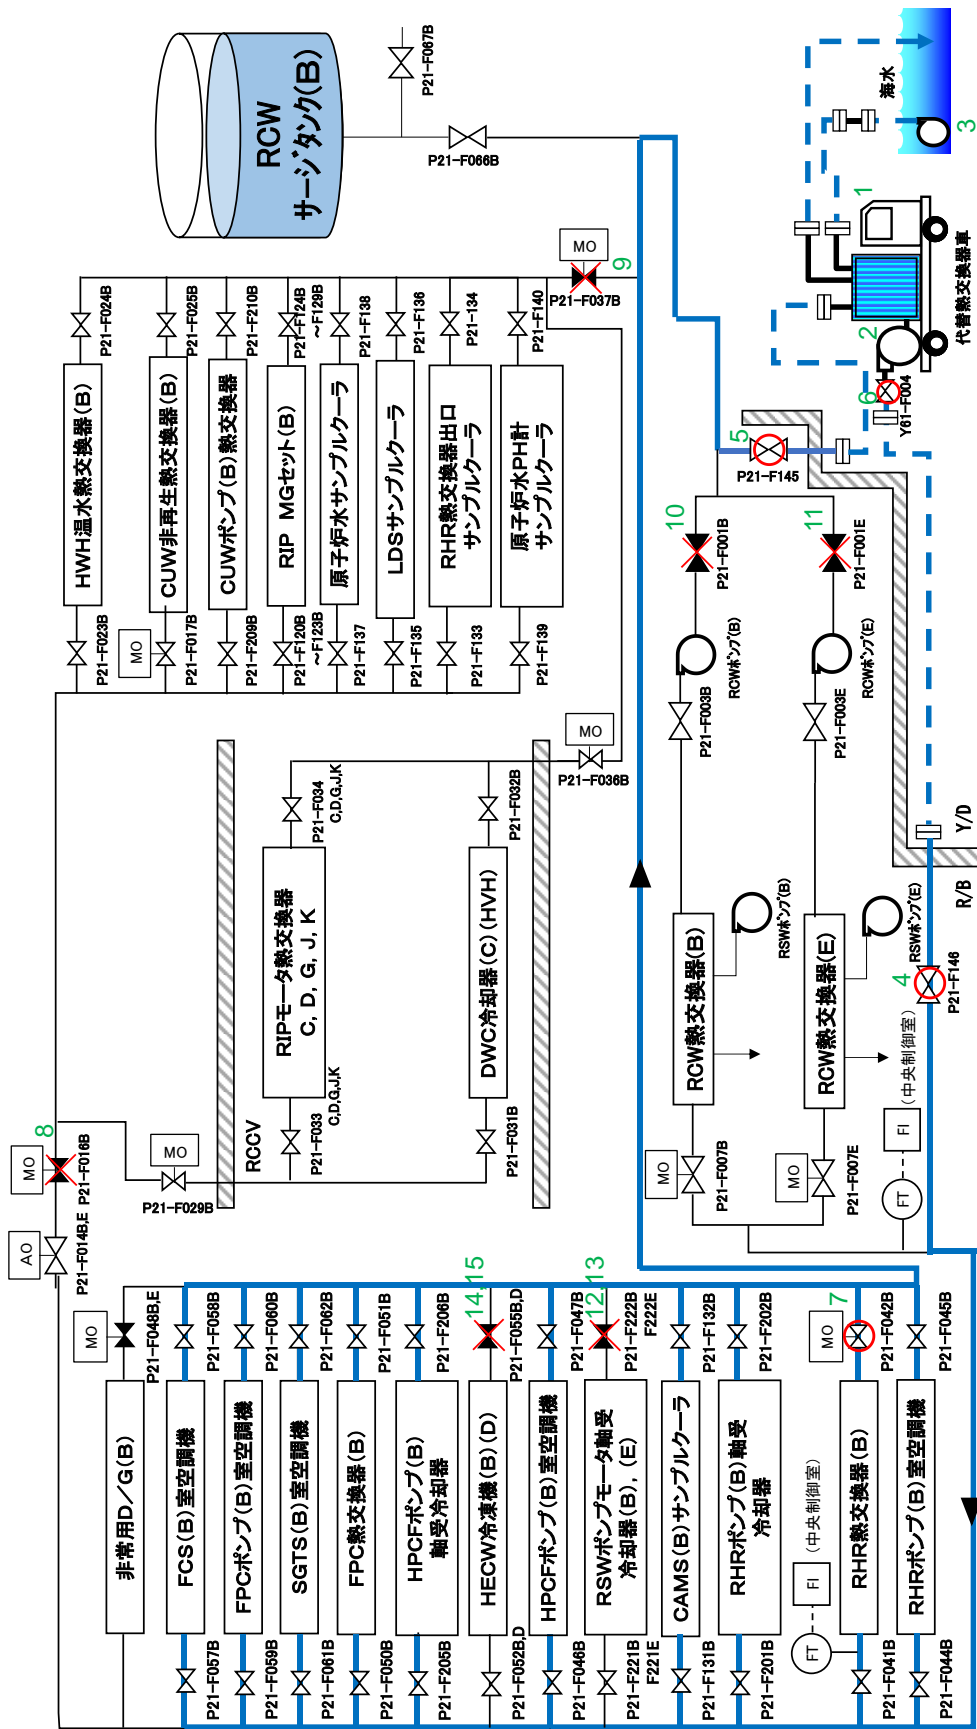 RCW
サージタンク(B)
P21-F067B
P21-F066B
海水
3
1
2
代替熱交換器車
6
Y61-F004
5
P21-F145
MO
9
P21-F037B
P21-F024B
P21-F025B
P21-F210B
P21-F124B
～F129B
P21-F138
P21-F136
P21-134
P21-F140
HWH温水熱交換器(B)
CUW非再生熱交換器(B)
CUWポンプ(B)熱交換器
RIP MGセット(B)
原子炉水サンプルクーラ
LDSサンプルクーラ
RHR熱交換器出口
サンプルクーラ
原子炉水PH計
サンプルクーラ
P21-F023B
MO
P21-F017B
P21-F209B
P21-F120B
～F123B
P21-F137
P21-F135
P21-F133
P21-F139
10
P21-F001B
11
P21-F001E
RCWポンプ(B)
RCWポンプ(E)
P21-F003B
P21-F003E
MO
P21-F036B
P21-F034
C,D,G,J,K
P21-F032B
RIPモータ熱交換器
C, D, G, J, K
DWC冷却器(C)(HVH)
P21-F033
C,D,G,J,K
P21-F031B
RCCV
Y/D
R/B
RSWポンプ(B)
RSWポンプ(E)
RCW熱交換器(B)
RCW熱交換器(E)
4
P21-F146
(中央制御室)
FI
FT
MO
P21-F007B
MO
P21-F007E
8
MO
P21-F016B
MO
P21-F029B
AO
P21-F014B,E
MO
P21-F048B,E
P21-F058B
P21-F060B
P21-F062B
P21-F051B
P21-F206B
14,15
P21-F055B,D
P21-F047B
12,13
P21-F222B
F222E
P21-F132B
P21-F202B
7
MO
P21-F042B
P21-F045B
非常用D／G(B)
FCS(B)室空調機
FPCポンプ(B)室空調機
SGTS(B)室空調機
FPC熱交換器(B)
HPCFポンプ(B)
軸受冷却器
HECW冷凍機(B)(D)
HPCFポンプ(B)室空調機
RSWポンプモータ軸受
冷却器(B),(E)
CAMS(B)サンプルクーラ
RHRポンプ(B)軸受
冷却器
RHR熱交換器(B)
RHRポンプ(B)室空調機
(中央制御室)
FI
FT
P21-F057B
P21-F059B
P21-F061B
P21-F050B
P21-F205B
P21-F052B,D
P21-F046B
P21-F221B
F221E
P21-F131B
P21-F201B
P21-F041B
P21-F044B